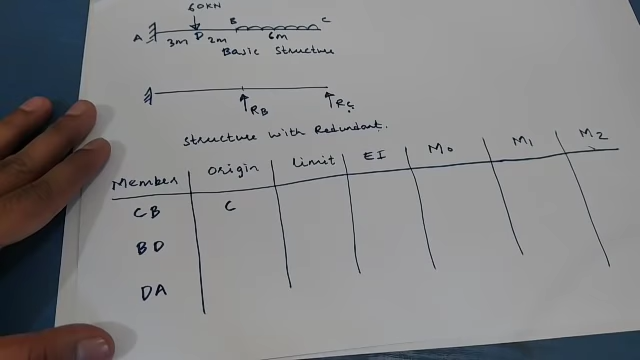 60KN
A 3m D 2m B 6m C
Basic structure
RB RC
structure with Redundant.
Member Origin Limit EI Mo M1 M2
CB C
BD
DA